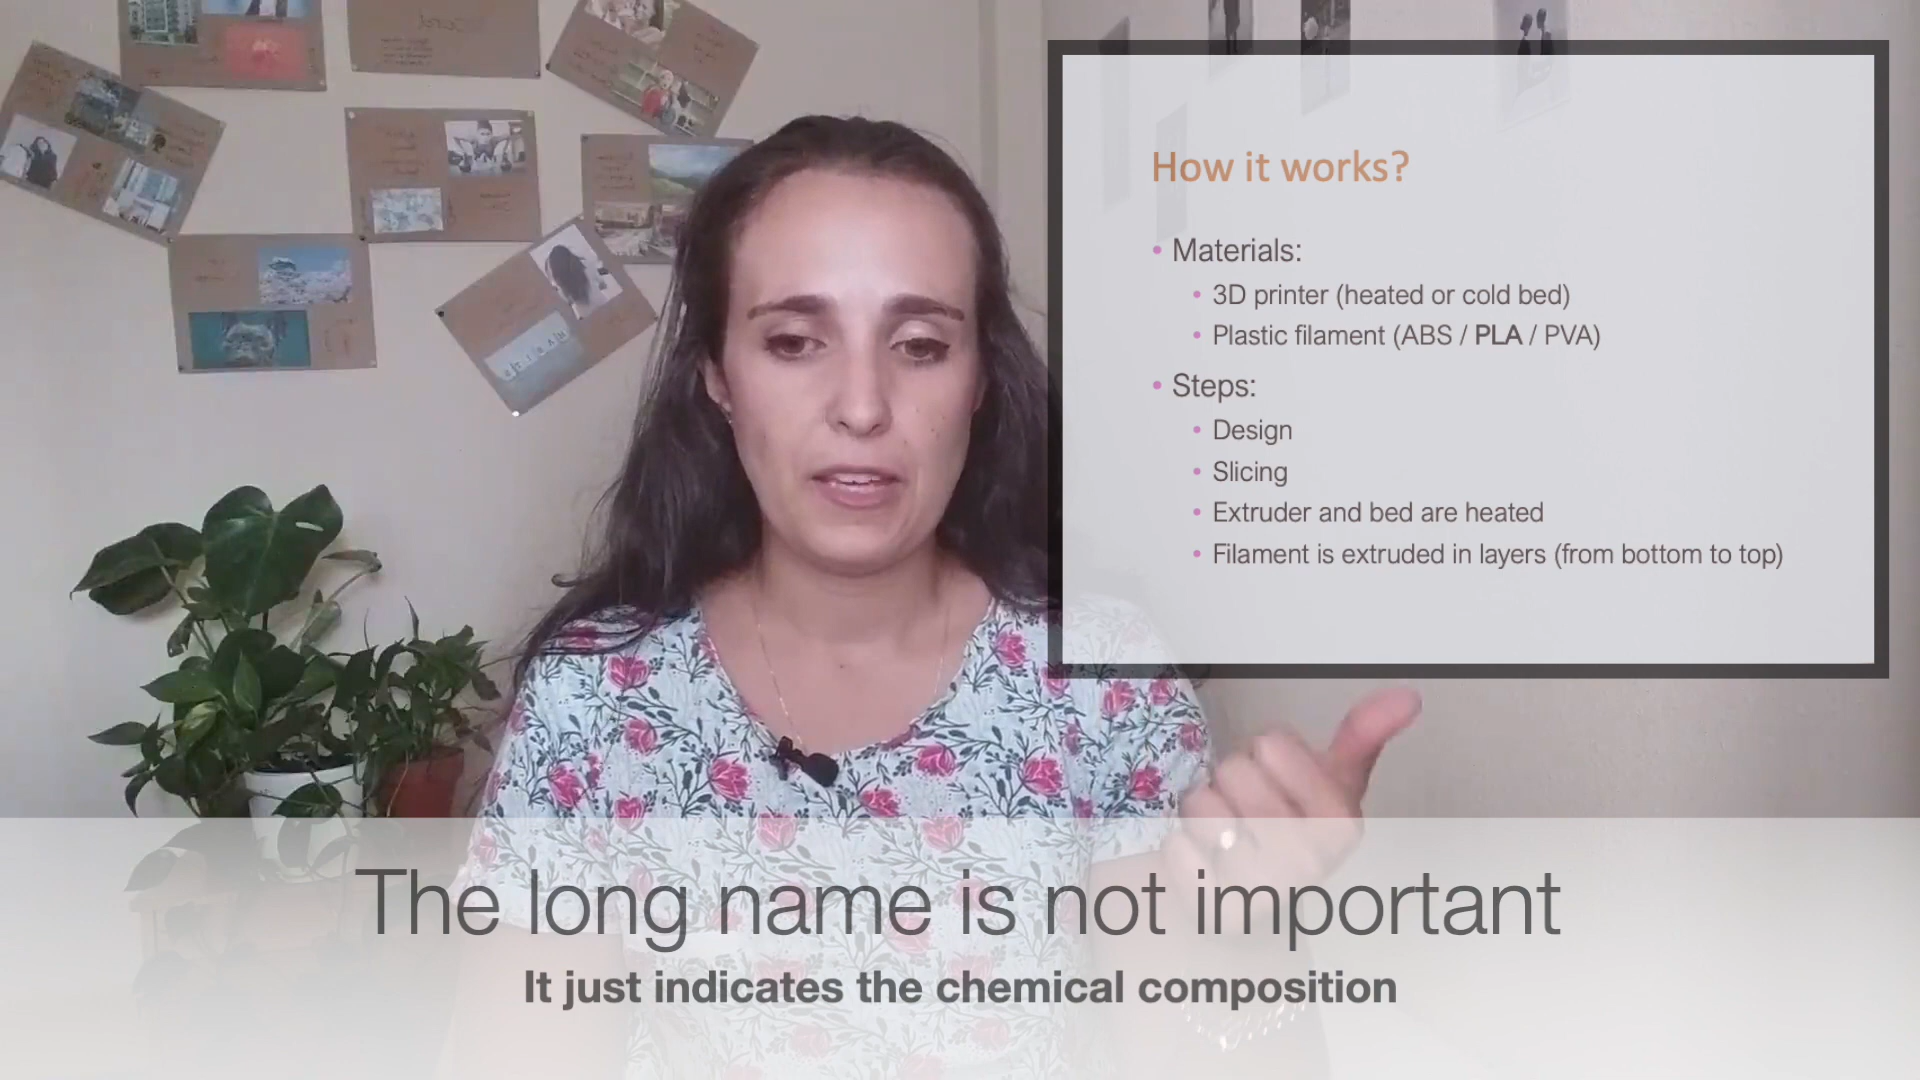 How it works?
• Materials:
• 3D printer (heated or cold bed)
• Plastic filament (ABS / PLA / PVA)
• Steps:
• Design
• Slicing
• Extruder and bed are heated
• Filament is extruded in layers (from bottom to top)
The long name is not important
It just indicates the chemical composition